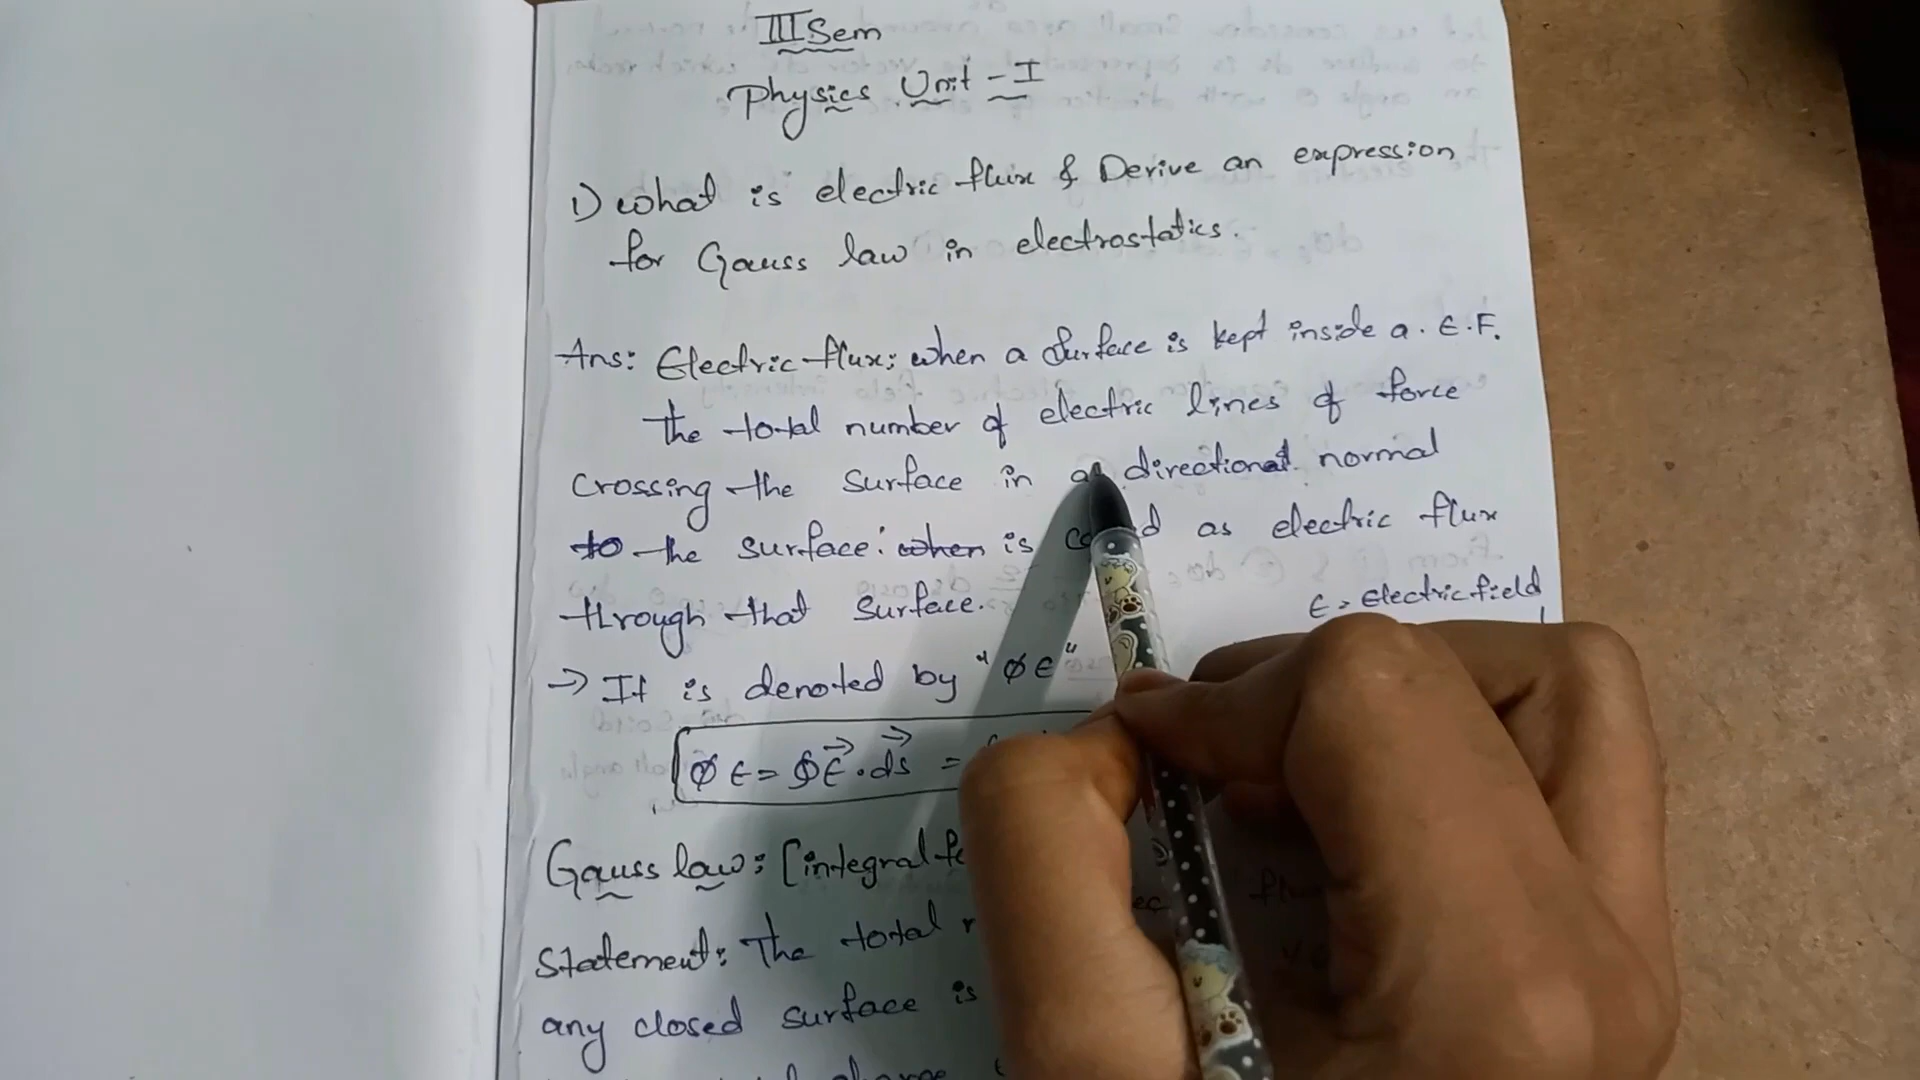 III Sem
Physics Unit - I
1) what is electric flux & Derive an expression
for Gauss law in electrostatics.
Ans: Electric flux: when a surface is kept inside a. E.F.
the total number of electric lines of force
crossing the surface in a directional normal
to the surface: when is as electric flux
through that surface.
E = Electric field
→ It is denoted by "φE"
φE = ∮E⃗.ds⃗ =
Gauss law: [integral
Statement: The total
any closed surface is
charge